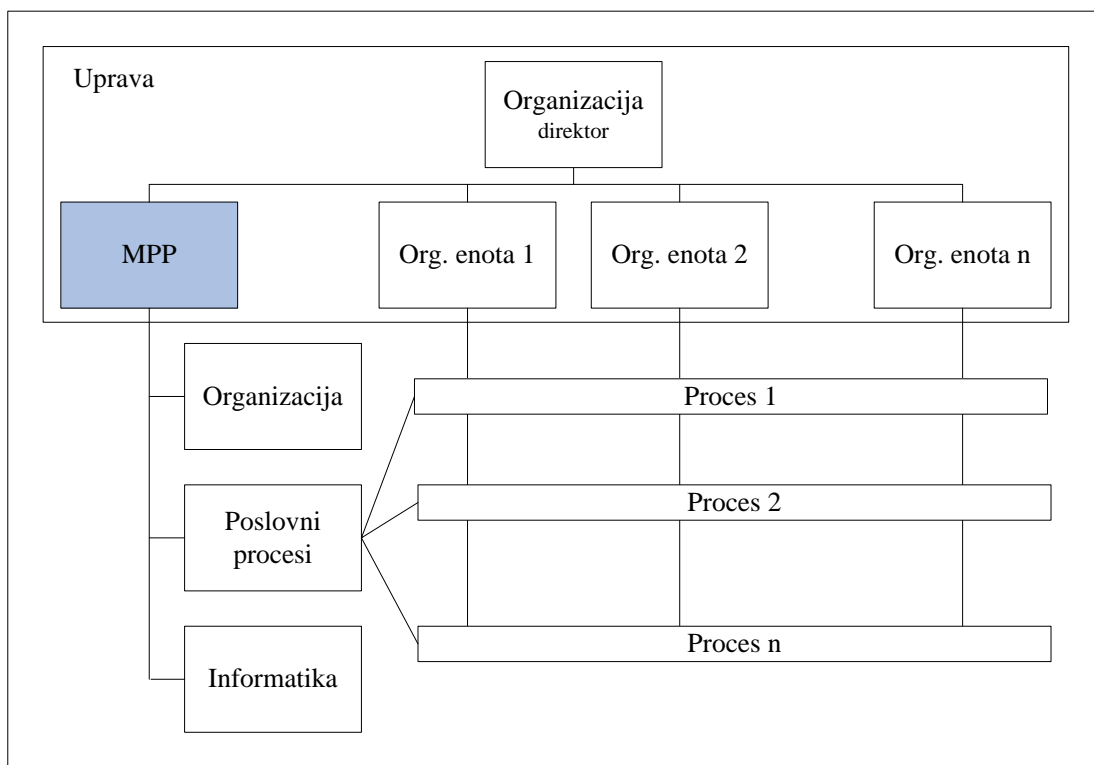 Uprava
Organizacija
direktor
MPP
Org. enota 1
Org. enota 2
Org. enota n
Organizacija
Proces 1
Poslovni
procesi
Proces 2
Proces n
Informatika